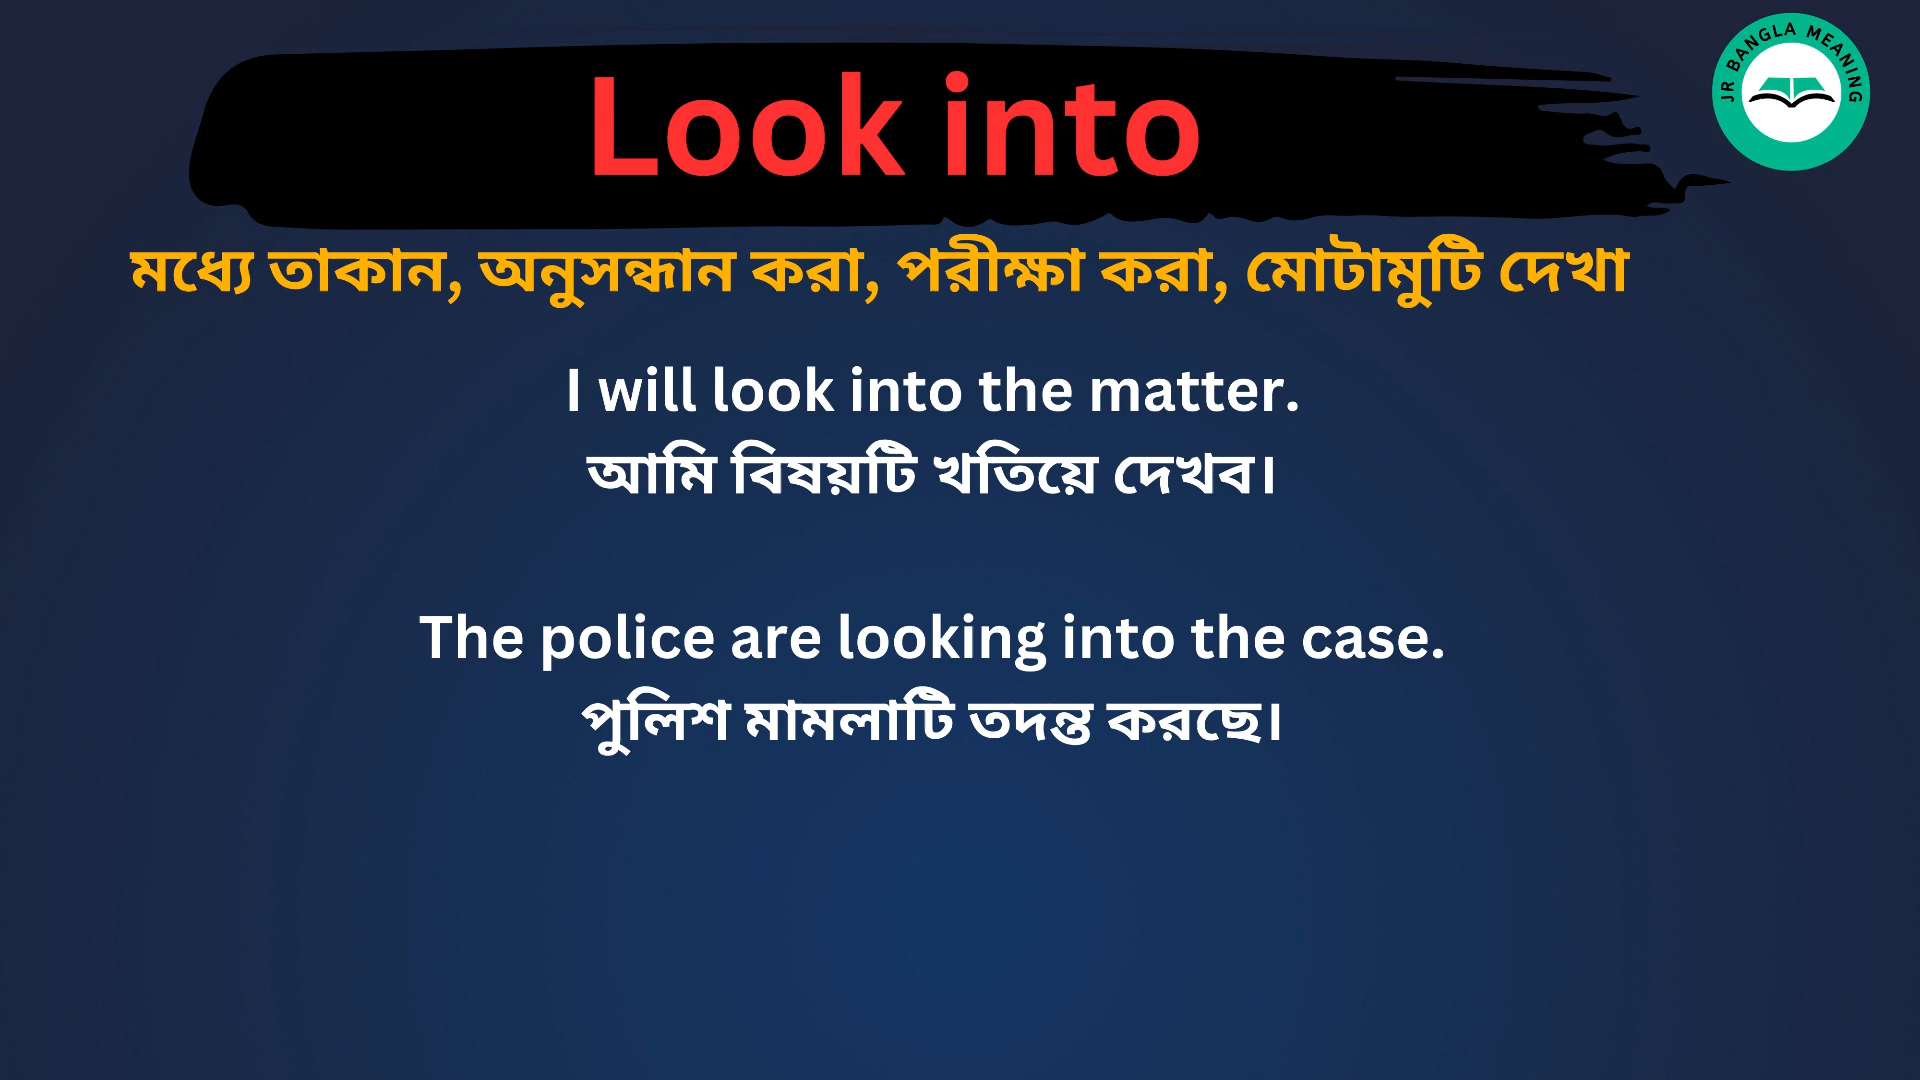 JR BANGLA MEANING
Look into
মধ্যে তাকান, অনুসন্ধান করা, পরীক্ষা করা, মোটামুটি দেখা
I will look into the matter.
আমি বিষয়টি খতিয়ে দেখব।
The police are looking into the case.
পুলিশ মামলাটি তদন্ত করছে।